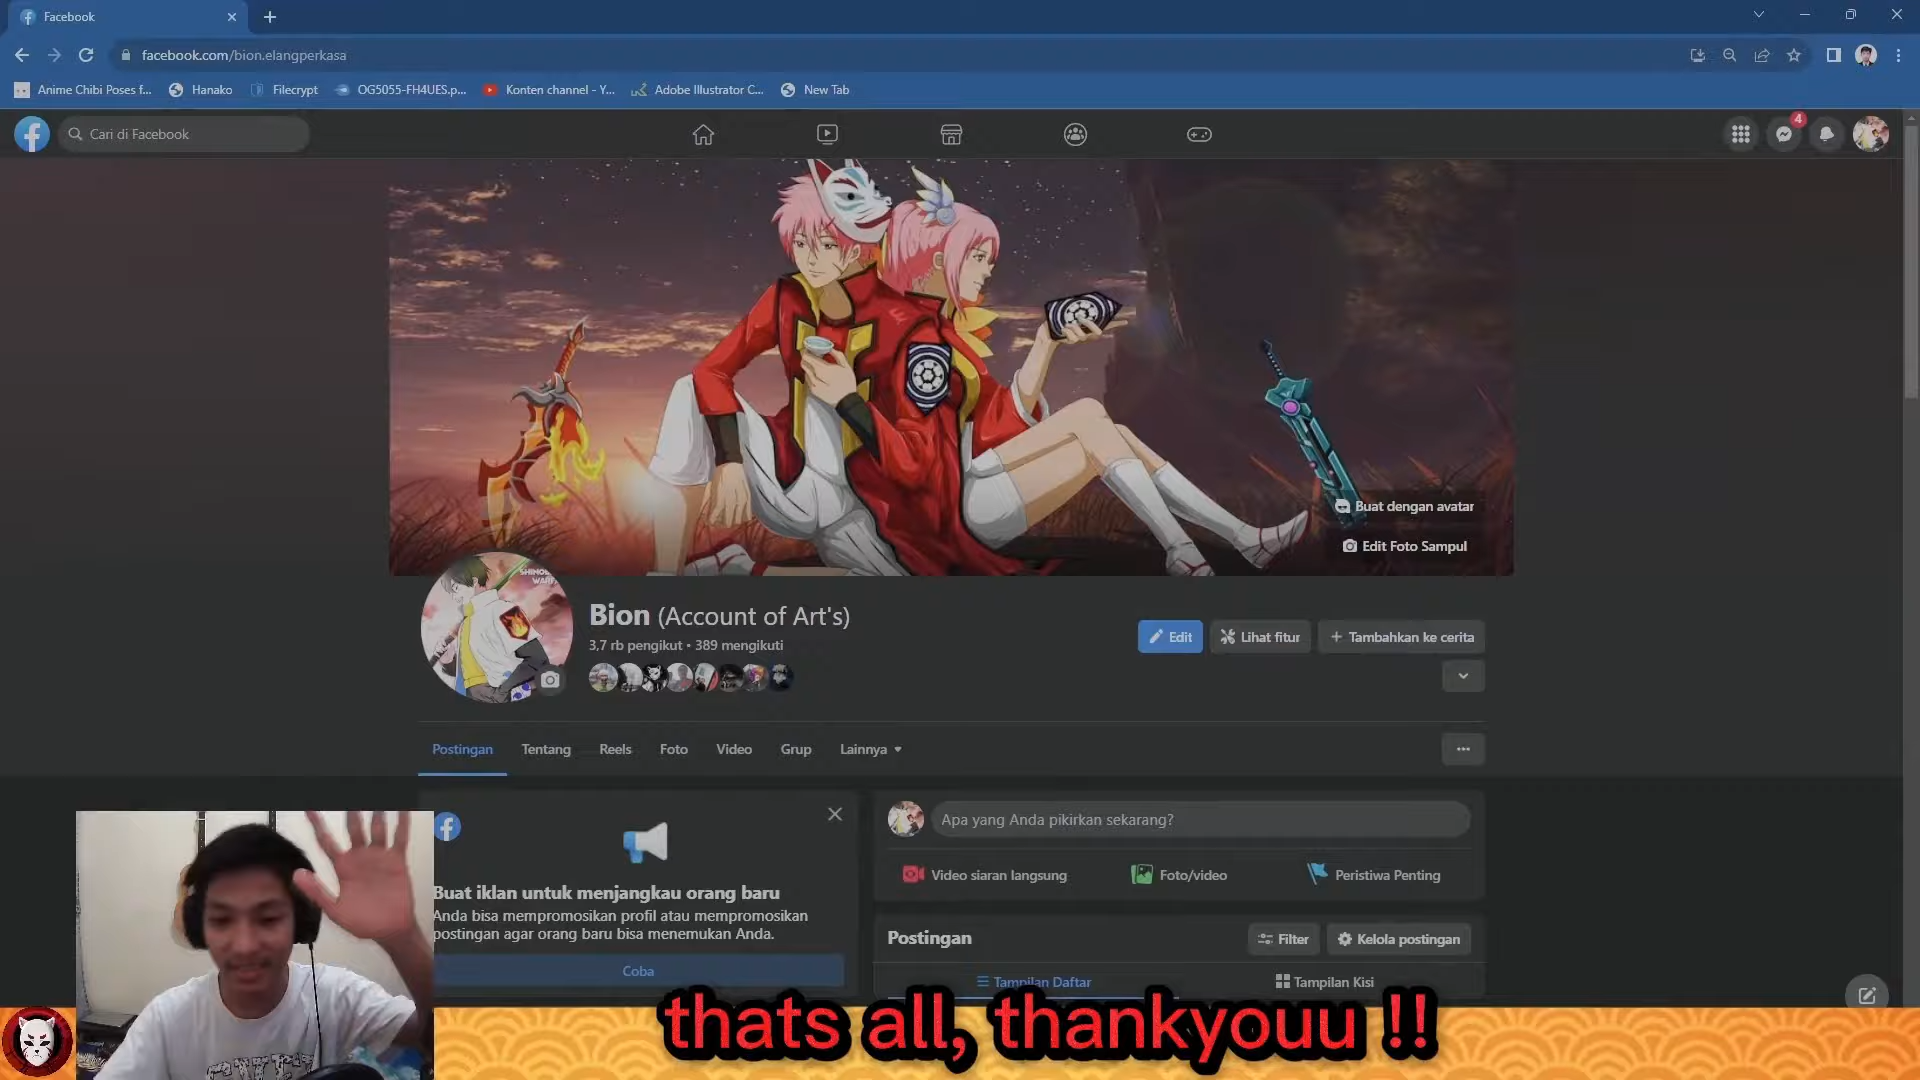 Facebook
facebook.com/bion.elangperkasa
Anime Chibi Poses f...
Hanako
Filecrypt
OG5055-FH4UES.p...
Konten channel - Y...
Adobe Illustrator C...
New Tab
Cari di Facebook
4
Buat dengan avatar
Edit Foto Sampul
Bion (Account of Art's)
3,7 rb pengikut • 389 mengikuti
Edit
Lihat fitur
Tambahkan ke cerita
Postingan
Tentang
Reels
Foto
Video
Grup
Lainnya
Buat iklan untuk menjangkau orang baru
Anda bisa mempromosikan profil atau mempromosikan
postingan agar orang baru bisa menemukan Anda.
Coba
Apa yang Anda pikirkan sekarang?
Video siaran langsung
Foto/video
Peristiwa Penting
Postingan
Filter
Kelola postingan
Tampilan Daftar
Tampilan Kisi
thats all, thankyouu !!